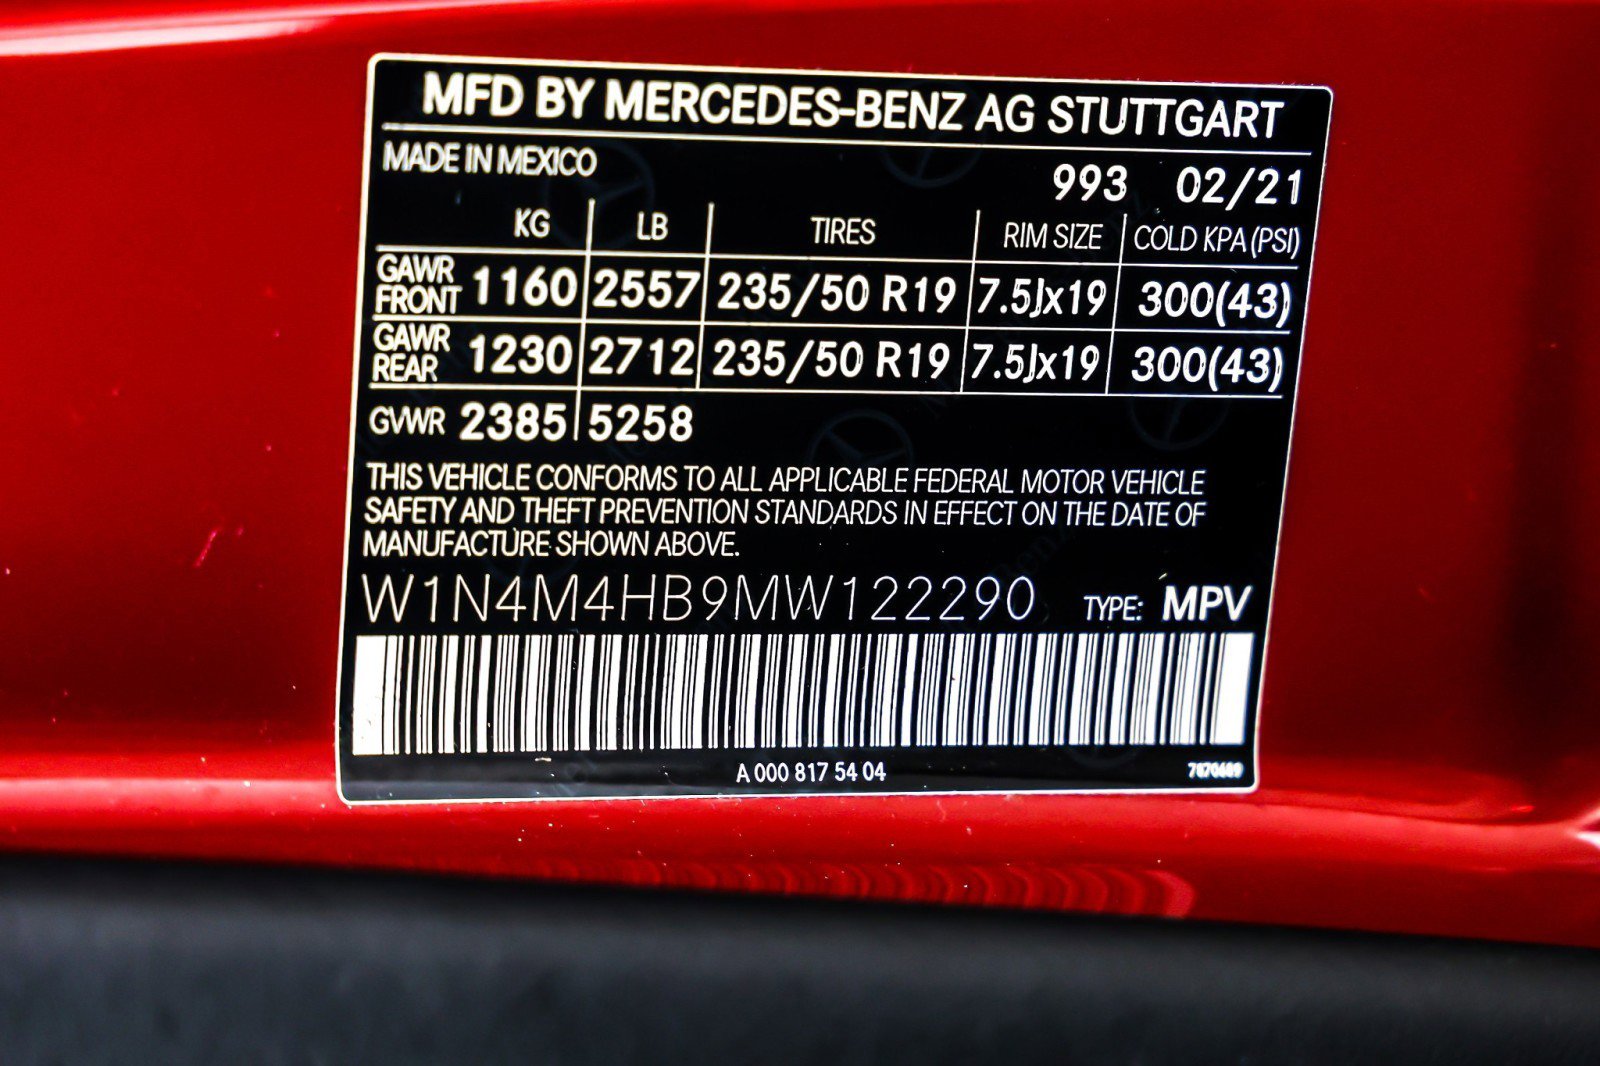 MFD BY MERCEDES-BENZ AG STUTTGART
MADE IN MEXICO
993 02/21
KG LB TIRES RIM SIZE COLD KPA (PSI)
GAWR FRONT 1160 2557 235/50 R19 7.5Jx19 300(43)
GAWR REAR 1230 2712 235/50 R19 7.5Jx19 300(43)
GVWR 2385 5258
THIS VEHICLE CONFORMS TO ALL APPLICABLE FEDERAL MOTOR VEHICLE
SAFETY AND THEFT PREVENTION STANDARDS IN EFFECT ON THE DATE OF
MANUFACTURE SHOWN ABOVE.
W1N4M4HB9MW122290 TYPE: MPV
A 000 817 54 04